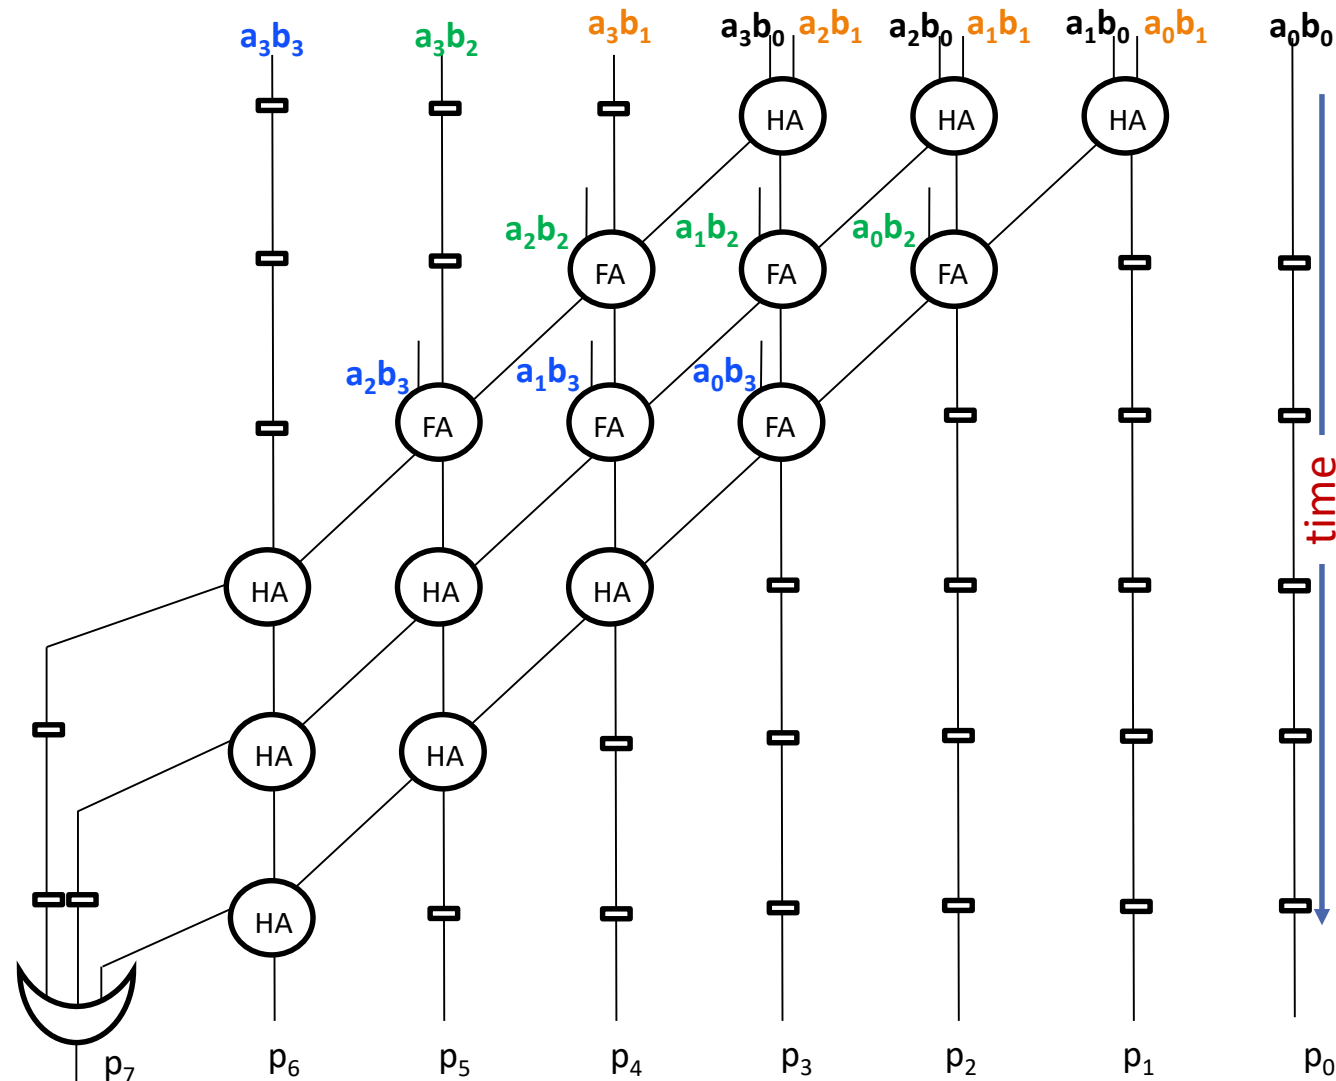 a₃b₃ a₃b₂ a₃b₁ a₃b₀ a₂b₁ a₂b₀ a₁b₁ a₁b₀ a₀b₁ a₀b₀
HA HA HA
a₂b₂ a₁b₂ a₀b₂
FA FA FA
a₂b₃ a₁b₃ a₀b₃
FA FA FA
time
HA HA HA
HA HA
HA
p₇ p₆ p₅ p₄ p₃ p₂ p₁ p₀